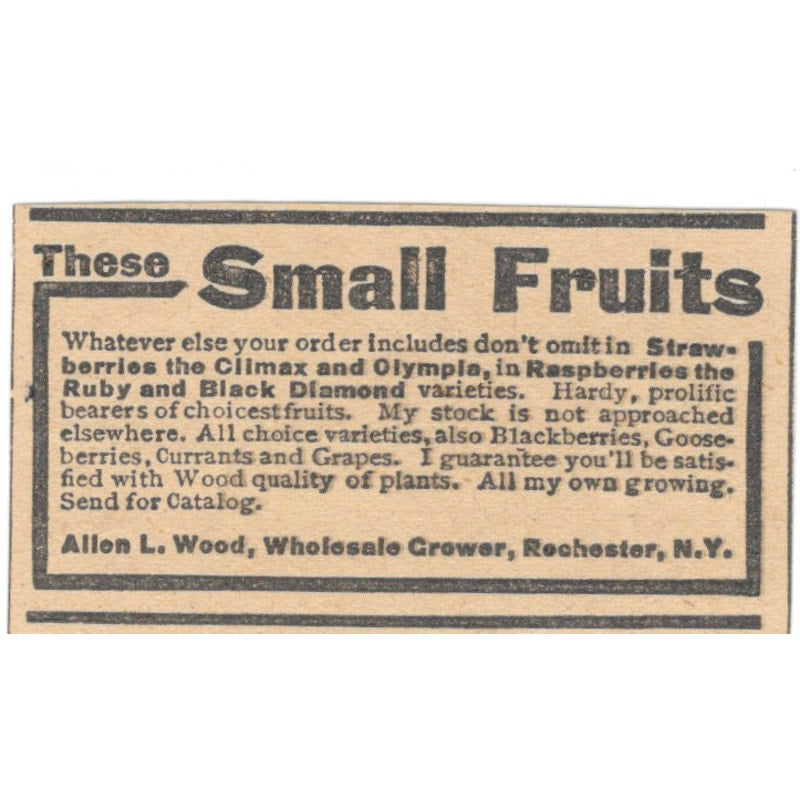 These Small Fruits
Whatever else your order includes don't omit in Straw-
berries the Climax and Olympia, in Raspberries the
Ruby and Black Diamond varieties. Hardy, prolific
bearers of choicest fruits. My stock is not approached
elsewhere. All choice varieties, also Blackberries, Goose-
berries, Currants and Grapes. I guarantee you'll be satis-
fied with Wood quality of plants. All my own growing.
Send for Catalog.
Allen L. Wood, Wholesale Grower, Rochester, N.Y.